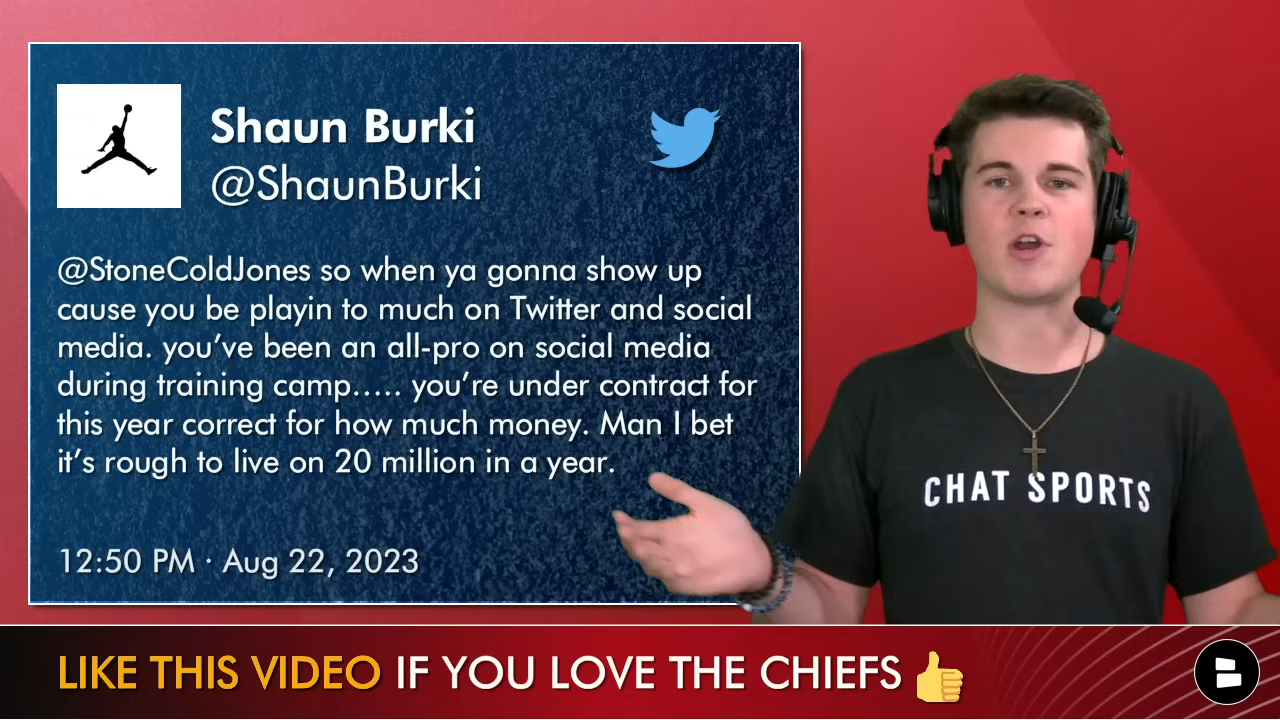 Shaun Burki
@ShaunBurki
@StoneColdJones so when ya gonna show up
cause you be playin to much on Twitter and social
media. you’ve been an all-pro on social media
during training camp..... you’re under contract for
this year correct for how much money. Man I bet
it’s rough to live on 20 million in a year.
12:50 PM · Aug 22, 2023
CHAT SPORTS
LIKE THIS VIDEO IF YOU LOVE THE CHIEFS